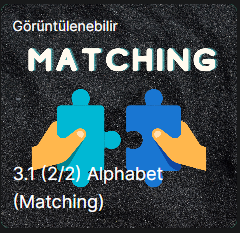 Görüntülenebilir
MATCHING
3.1 (2/2) Alphabet
(Matching)